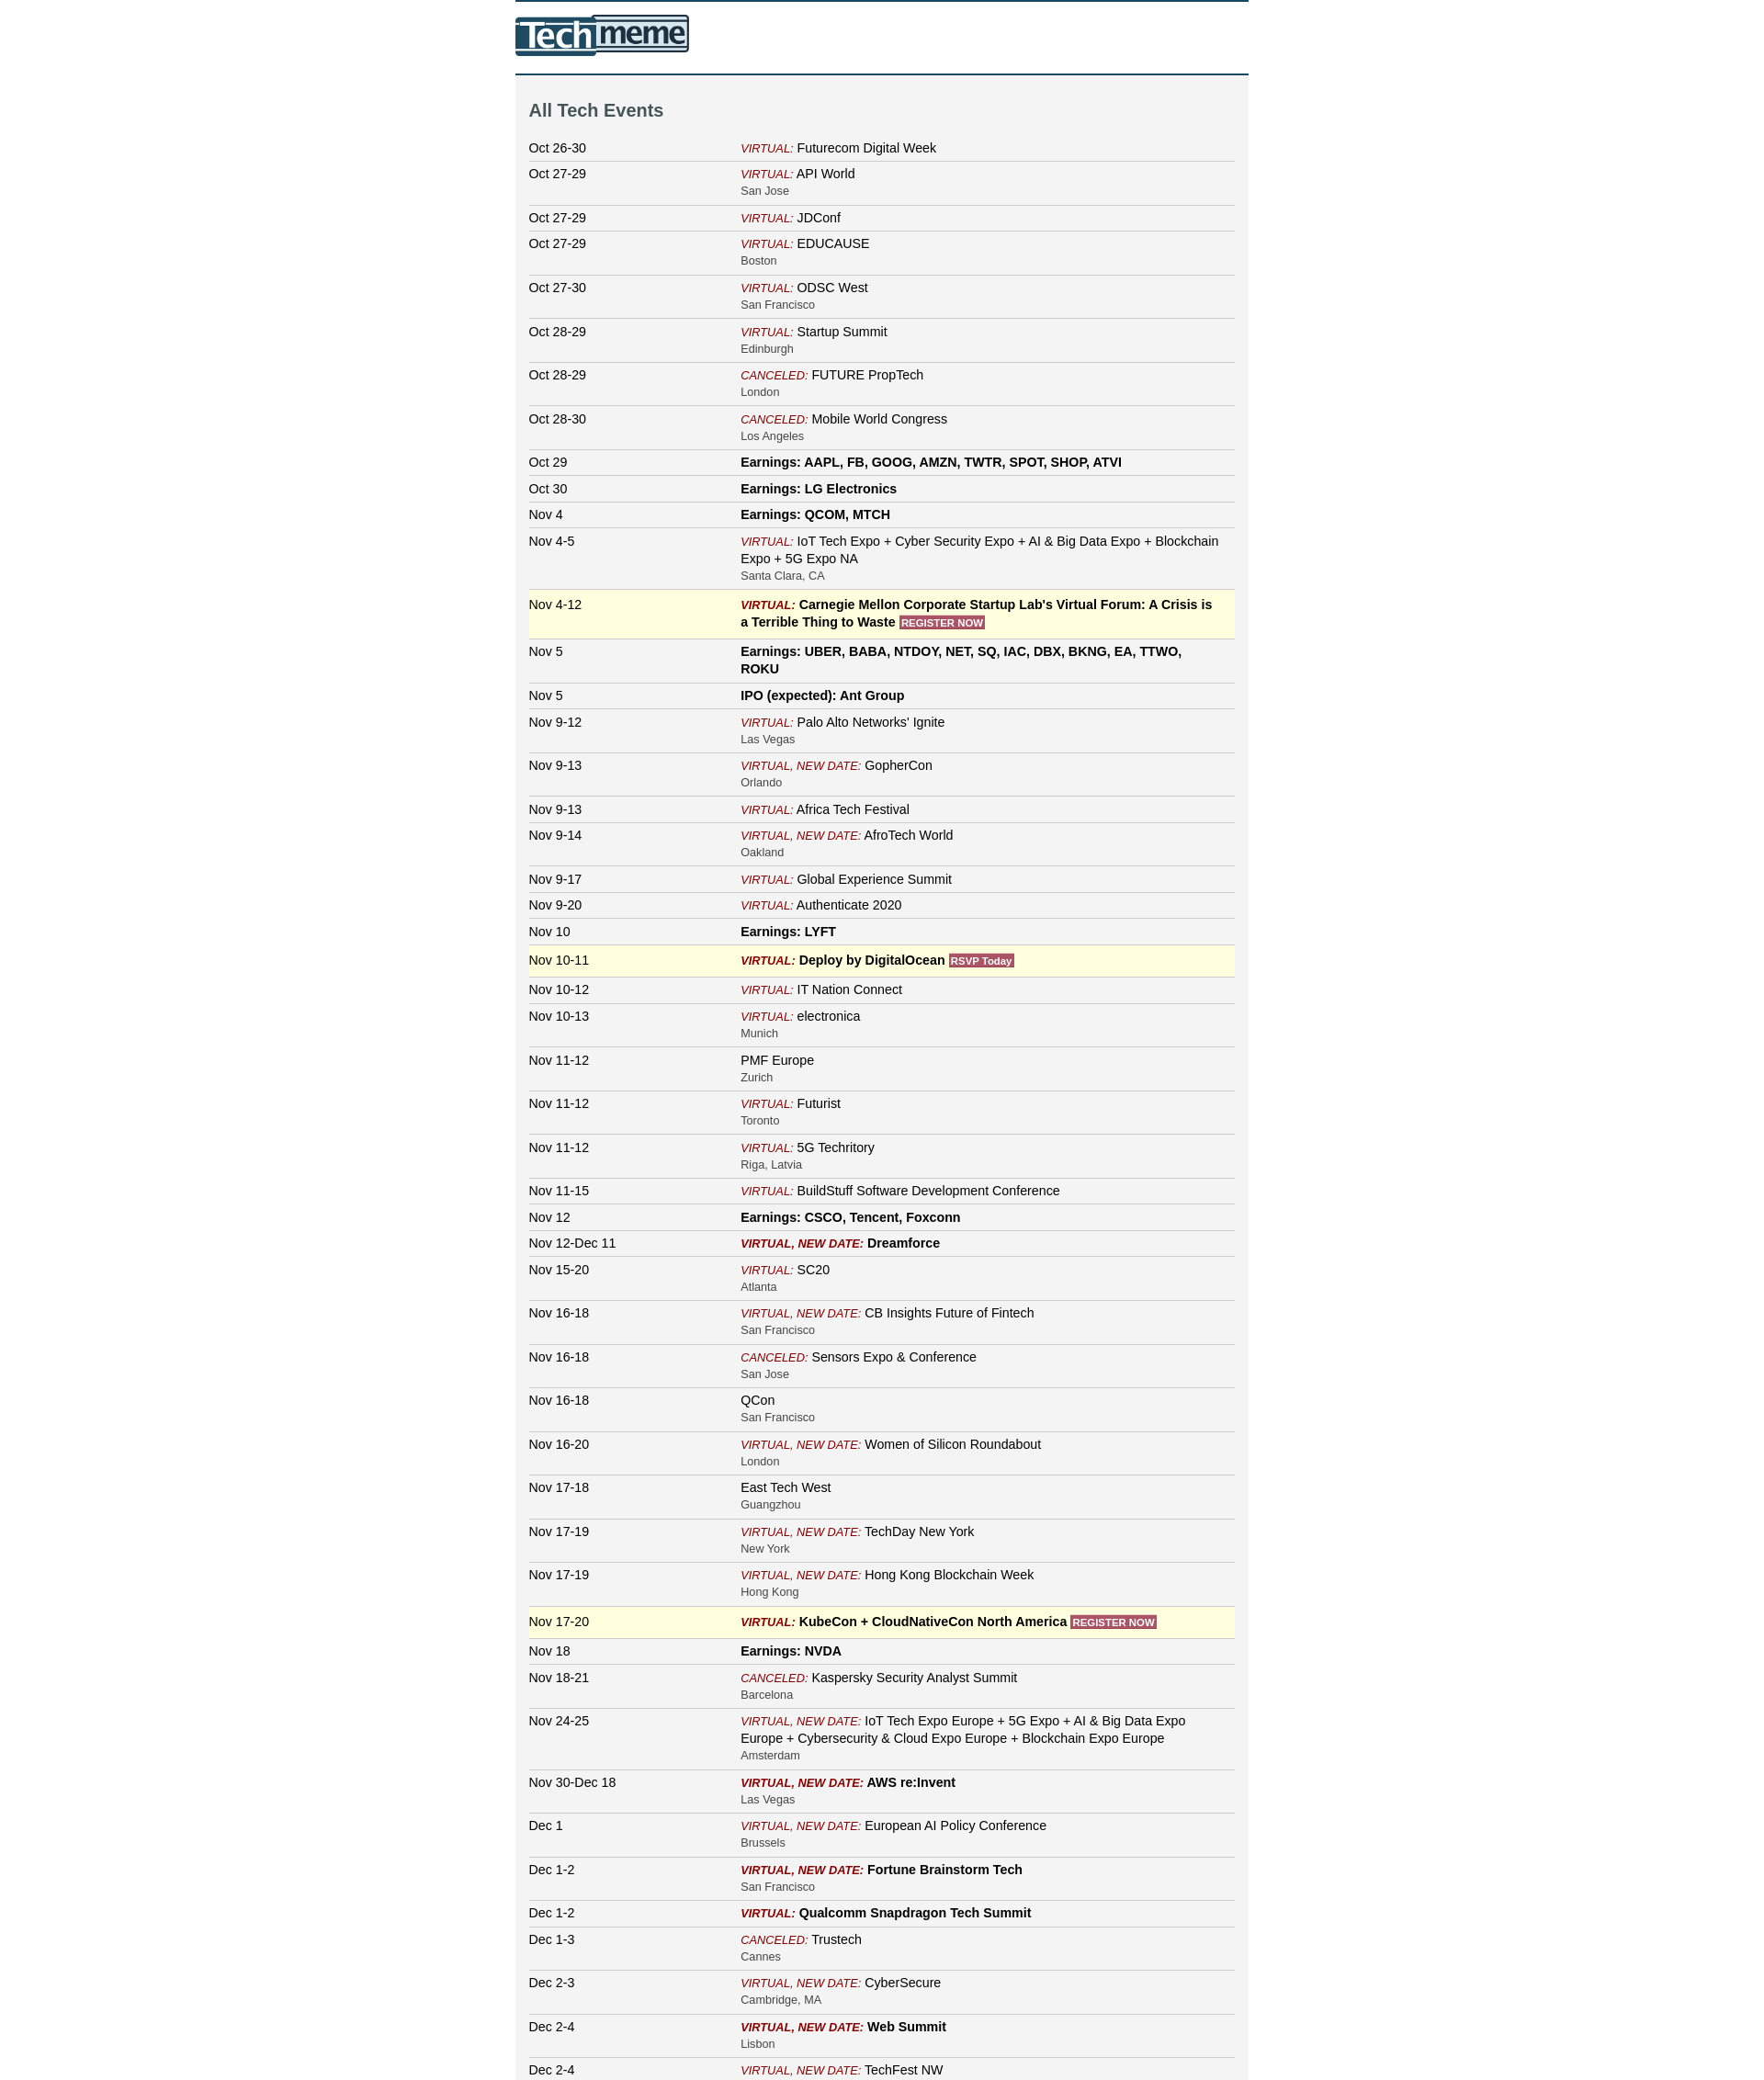 Techmeme
All Tech Events
Oct 26-30 VIRTUAL: Futurecom Digital Week
Oct 27-29 VIRTUAL: API World
San Jose
Oct 27-29 VIRTUAL: JDConf
Oct 27-29 VIRTUAL: EDUCAUSE
Boston
Oct 27-30 VIRTUAL: ODSC West
San Francisco
Oct 28-29 VIRTUAL: Startup Summit
Edinburgh
Oct 28-29 CANCELED: FUTURE PropTech
London
Oct 28-30 CANCELED: Mobile World Congress
Los Angeles
Oct 29 Earnings: AAPL, FB, GOOG, AMZN, TWTR, SPOT, SHOP, ATVI
Oct 30 Earnings: LG Electronics
Nov 4 Earnings: QCOM, MTCH
Nov 4-5 VIRTUAL: IoT Tech Expo + Cyber Security Expo + AI & Big Data Expo + Blockchain
Expo + 5G Expo NA
Santa Clara, CA
Nov 4-12 VIRTUAL: Carnegie Mellon Corporate Startup Lab's Virtual Forum: A Crisis is
a Terrible Thing to Waste REGISTER NOW
Nov 5 Earnings: UBER, BABA, NTDOY, NET, SQ, IAC, DBX, BKNG, EA, TTWO,
ROKU
Nov 5 IPO (expected): Ant Group
Nov 9-12 VIRTUAL: Palo Alto Networks' Ignite
Las Vegas
Nov 9-13 VIRTUAL, NEW DATE: GopherCon
Orlando
Nov 9-13 VIRTUAL: Africa Tech Festival
Nov 9-14 VIRTUAL, NEW DATE: AfroTech World
Oakland
Nov 9-17 VIRTUAL: Global Experience Summit
Nov 9-20 VIRTUAL: Authenticate 2020
Nov 10 Earnings: LYFT
Nov 10-11 VIRTUAL: Deploy by DigitalOcean RSVP Today
Nov 10-12 VIRTUAL: IT Nation Connect
Nov 10-13 VIRTUAL: electronica
Munich
Nov 11-12 PMF Europe
Zurich
Nov 11-12 VIRTUAL: Futurist
Toronto
Nov 11-12 VIRTUAL: 5G Techritory
Riga, Latvia
Nov 11-15 VIRTUAL: BuildStuff Software Development Conference
Nov 12 Earnings: CSCO, Tencent, Foxconn
Nov 12-Dec 11 VIRTUAL, NEW DATE: Dreamforce
Nov 15-20 VIRTUAL: SC20
Atlanta
Nov 16-18 VIRTUAL, NEW DATE: CB Insights Future of Fintech
San Francisco
Nov 16-18 CANCELED: Sensors Expo & Conference
San Jose
Nov 16-18 QCon
San Francisco
Nov 16-20 VIRTUAL, NEW DATE: Women of Silicon Roundabout
London
Nov 17-18 East Tech West
Guangzhou
Nov 17-19 VIRTUAL, NEW DATE: TechDay New York
New York
Nov 17-19 VIRTUAL, NEW DATE: Hong Kong Blockchain Week
Hong Kong
Nov 17-20 VIRTUAL: KubeCon + CloudNativeCon North America REGISTER NOW
Nov 18 Earnings: NVDA
Nov 18-21 CANCELED: Kaspersky Security Analyst Summit
Barcelona
Nov 24-25 VIRTUAL, NEW DATE: IoT Tech Expo Europe + 5G Expo + AI & Big Data Expo
Europe + Cybersecurity & Cloud Expo Europe + Blockchain Expo Europe
Amsterdam
Nov 30-Dec 18 VIRTUAL, NEW DATE: AWS re:Invent
Las Vegas
Dec 1 VIRTUAL, NEW DATE: European AI Policy Conference
Brussels
Dec 1-2 VIRTUAL, NEW DATE: Fortune Brainstorm Tech
San Francisco
Dec 1-2 VIRTUAL: Qualcomm Snapdragon Tech Summit
Dec 1-3 CANCELED: Trustech
Cannes
Dec 2-3 VIRTUAL, NEW DATE: CyberSecure
Cambridge, MA
Dec 2-4 VIRTUAL, NEW DATE: Web Summit
Lisbon
Dec 2-4 VIRTUAL, NEW DATE: TechFest NW